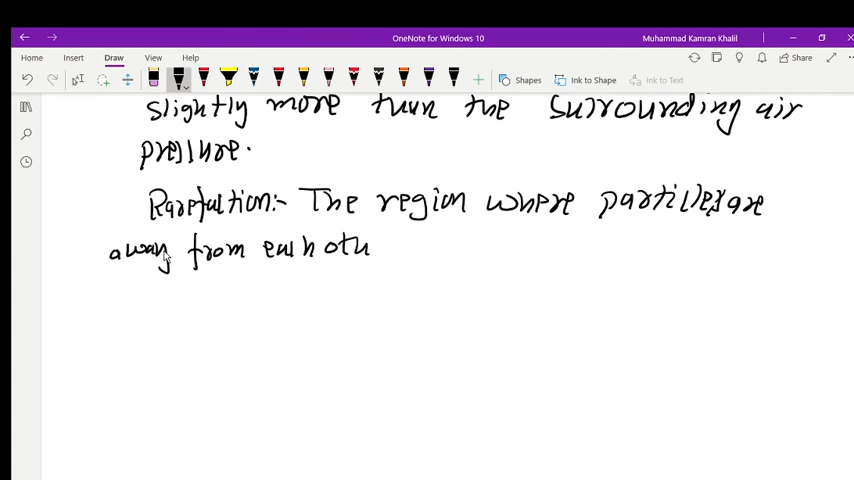 OneNote for Windows 10
Muhammad Kamran Khalil
Home Insert Draw View Help
Share
Shapes Ink to Shape Ink to Text
slightly more than the surrounding air
pressure.
Rarefaction:- The region where particles are
away from each oth